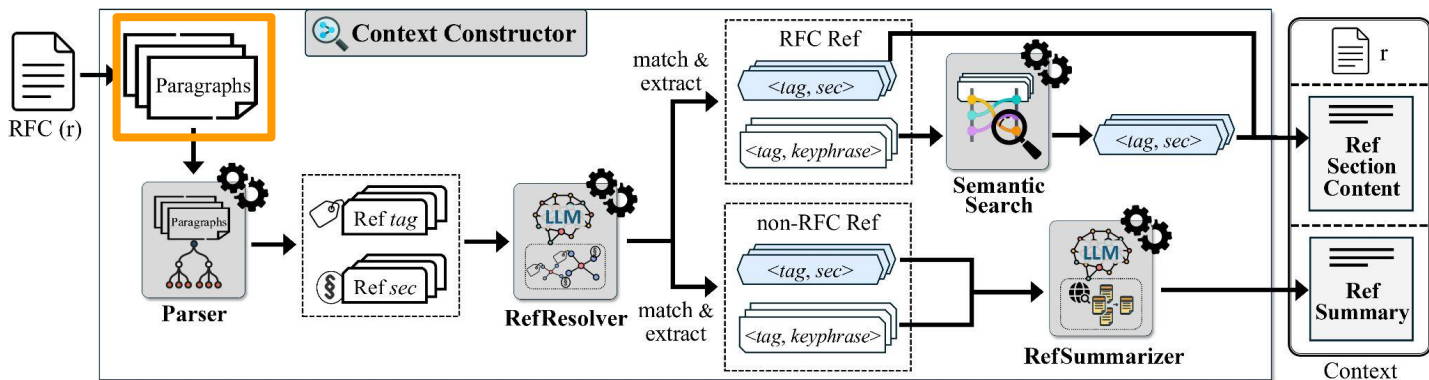 Context Constructor
RFC (r)
Paragraphs
Paragraphs
Parser
Ref tag
§
Ref sec
LLM
§
§
RefResolver
match &
extract
match &
extract
RFC Ref
<tag, sec>
<tag, keyphrase>
non-RFC Ref
<tag, sec>
<tag, keyphrase>
Semantic
Search
<tag, sec>
LLM
RefSummarizer
r
Ref
Section
Content
Ref
Summary
Context